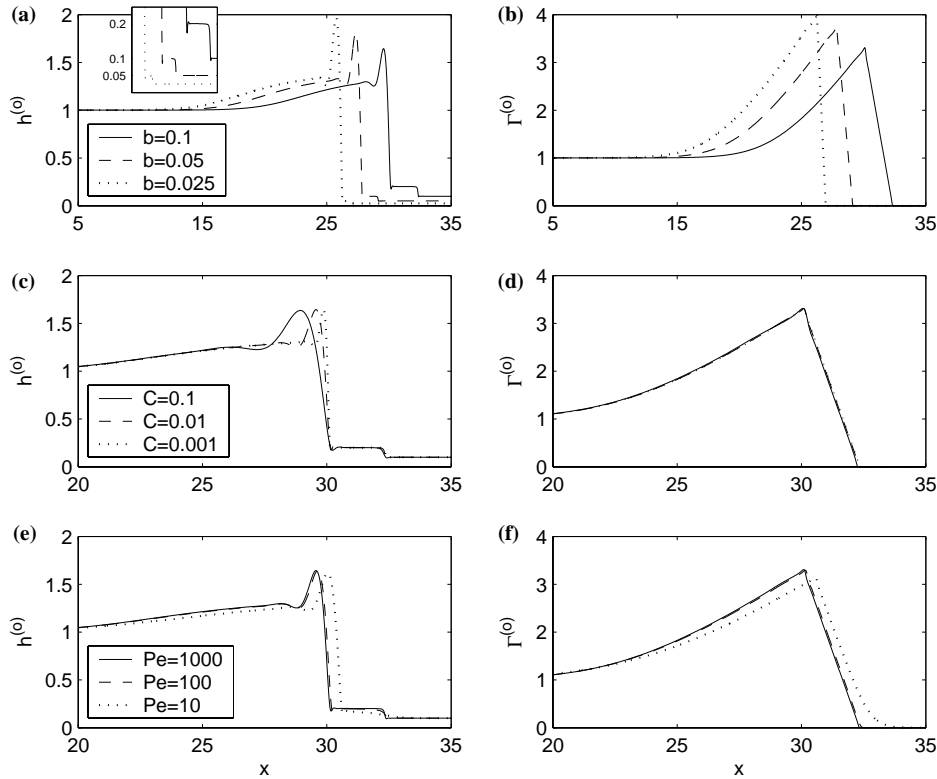 (a)
2
1.5
1
0.5
0
h(o)
0.2
0.1
0.05
b=0.1
b=0.05
b=0.025
5 15 25 35
(b)
4
3
2
1
0
Γ(o)
5 15 25 35
(c)
2
1.5
1
0.5
0
h(o)
C=0.1
C=0.01
C=0.001
20 25 30 35
(d)
4
3
2
1
0
Γ(o)
20 25 30 35
(e)
2
1.5
1
0.5
0
h(o)
Pe=1000
Pe=100
Pe=10
20 25 30 35
x
(f)
4
3
2
1
0
Γ(o)
20 25 30 35
x